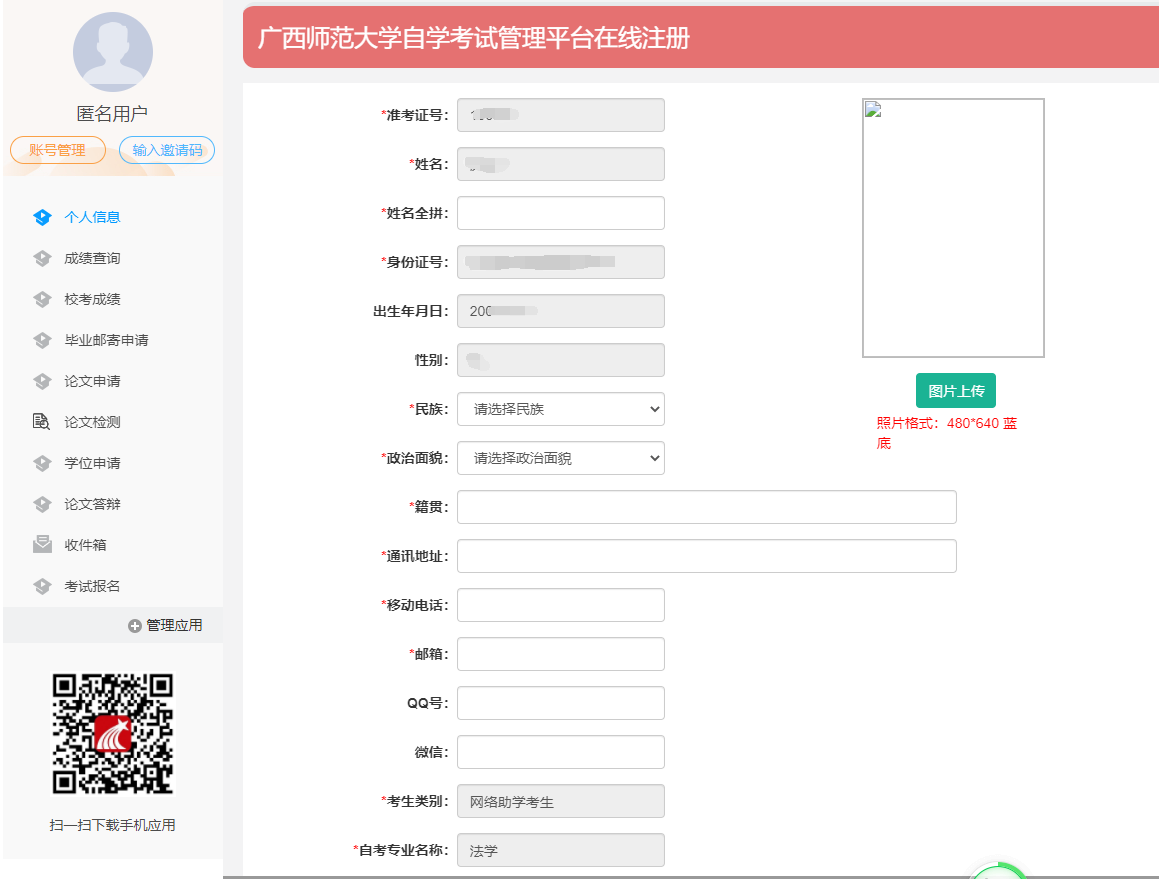 匿名用户
账号管理
输入邀请码
个人信息
成绩查询
校考成绩
毕业邮寄申请
论文申请
论文检测
学位申请
论文答辩
收件箱
考试报名
管理应用
扫一扫下载手机应用
广西师范大学自学考试管理平台在线注册
*准考证号：
*姓名：
*姓名全拼：
*身份证号：
出生年月日： 200
性别：
*民族： 请选择民族
*政治面貌： 请选择政治面貌
*籍贯：
*通讯地址：
*移动电话：
*邮箱：
QQ号：
微信：
*考生类别： 网络助学考生
*自考专业名称： 法学
图片上传
照片格式：480*640 蓝
底